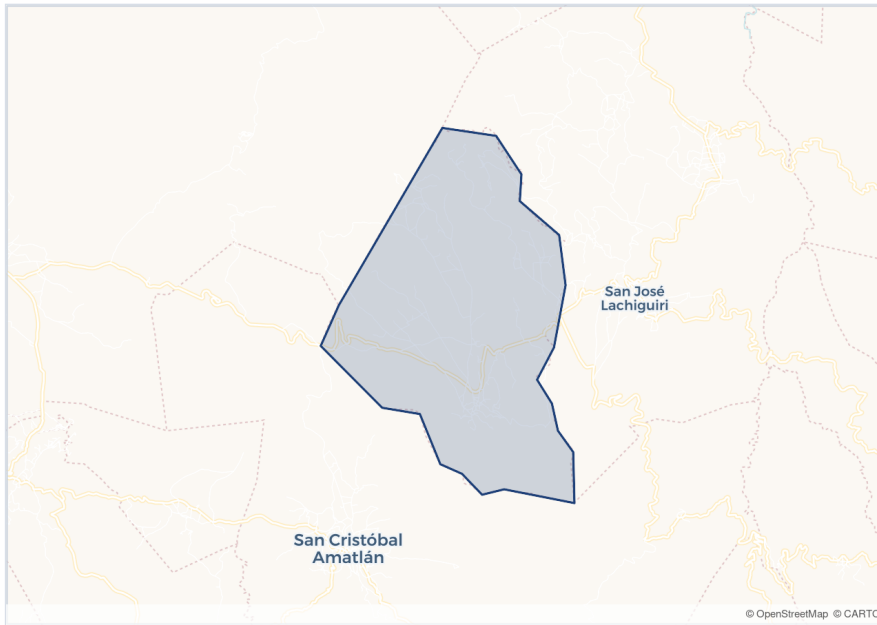 San José
Lachiguiri
San Cristóbal
Amatlán
© OpenStreetMap © CARTO